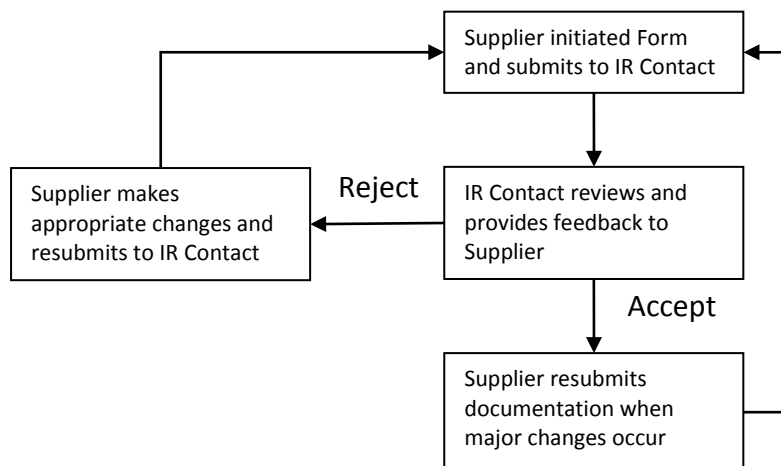 Supplier initiated Form
and submits to IR Contact
Supplier makes
appropriate changes and
resubmits to IR Contact
Reject
IR Contact reviews and
provides feedback to
Supplier
Accept
Supplier resubmits
documentation when
major changes occur